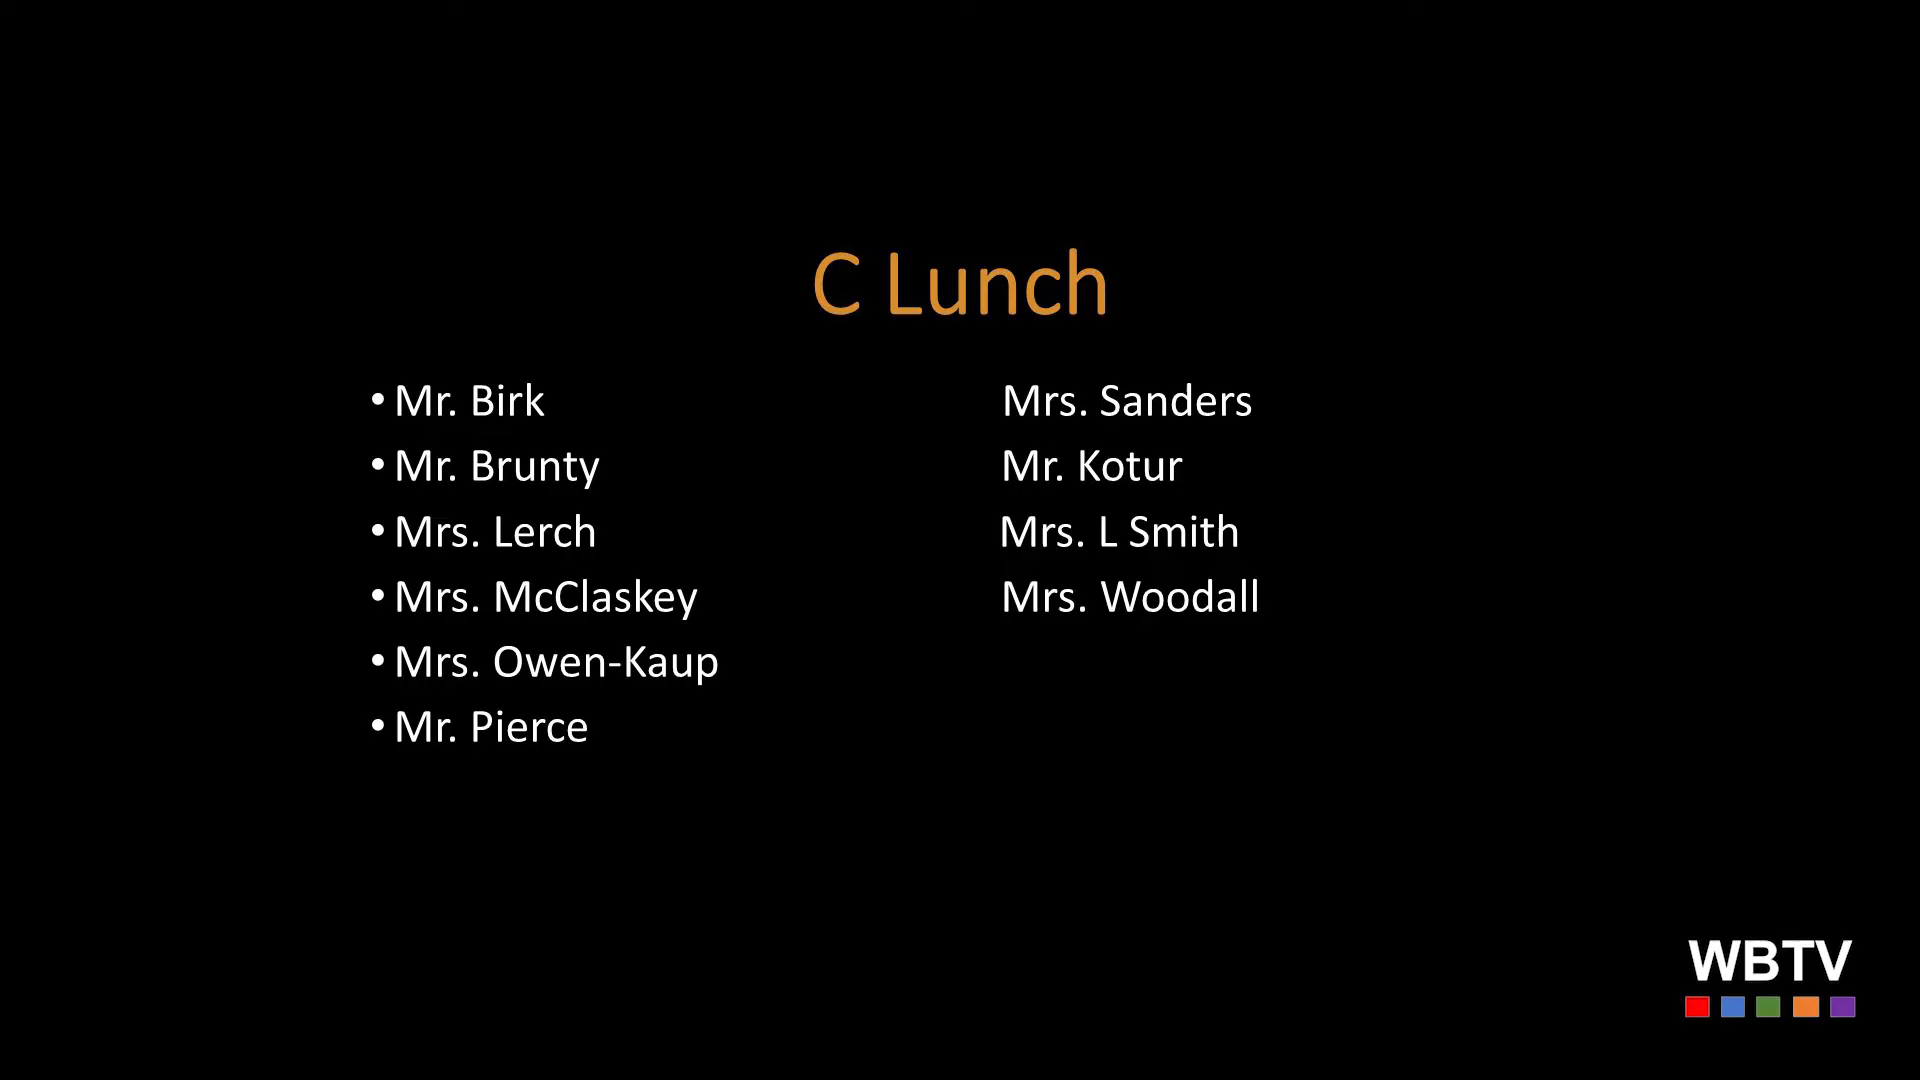 C Lunch
• Mr. Birk
• Mr. Brunty
• Mrs. Lerch
• Mrs. McClaskey
• Mrs. Owen-Kaup
• Mr. Pierce
Mrs. Sanders
Mr. Kotur
Mrs. L Smith
Mrs. Woodall
WBTV